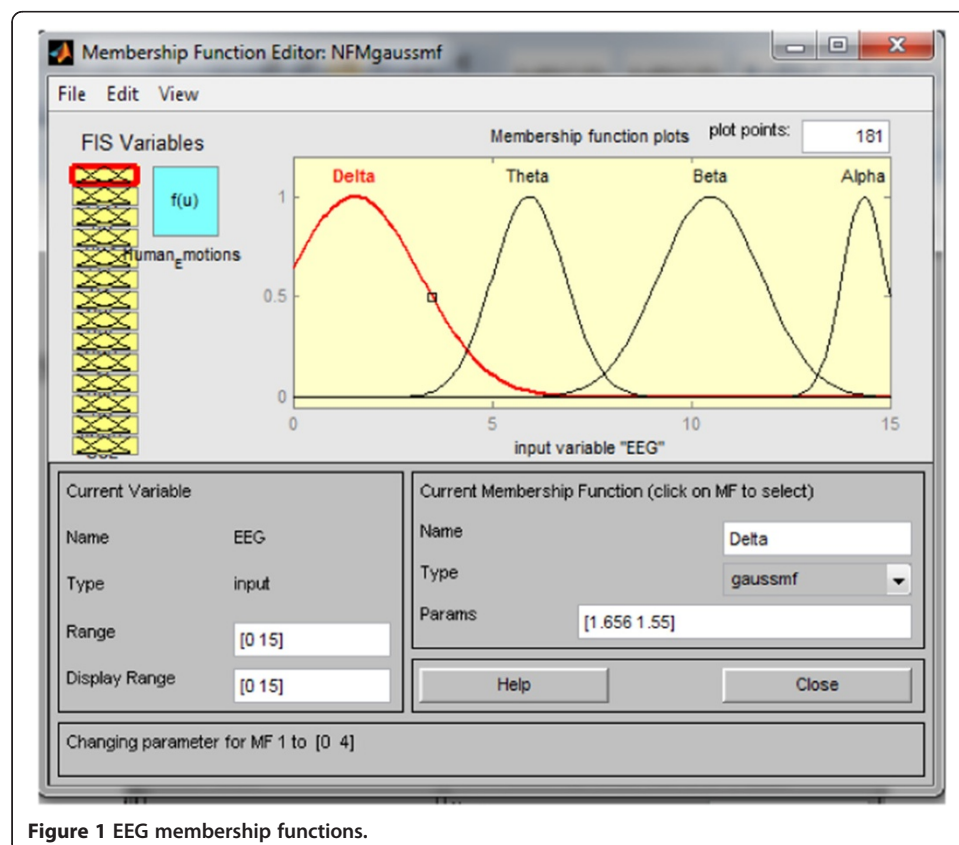 Membership Function Editor: NFMgaussmf
File Edit View
FIS Variables
f(u)
Human_Emotions
Membership function plots plot points: 181
Delta Theta Beta Alpha
1
0.5
0
0 5 10 15
input variable "EEG"
Current Variable
Name EEG
Type input
Range [0 15]
Display Range [0 15]
Current Membership Function (click on MF to select)
Name Delta
Type gaussmf
Params [1.656 1.55]
Help Close
Changing parameter for MF 1 to [0 4]
Figure 1 EEG membership functions.